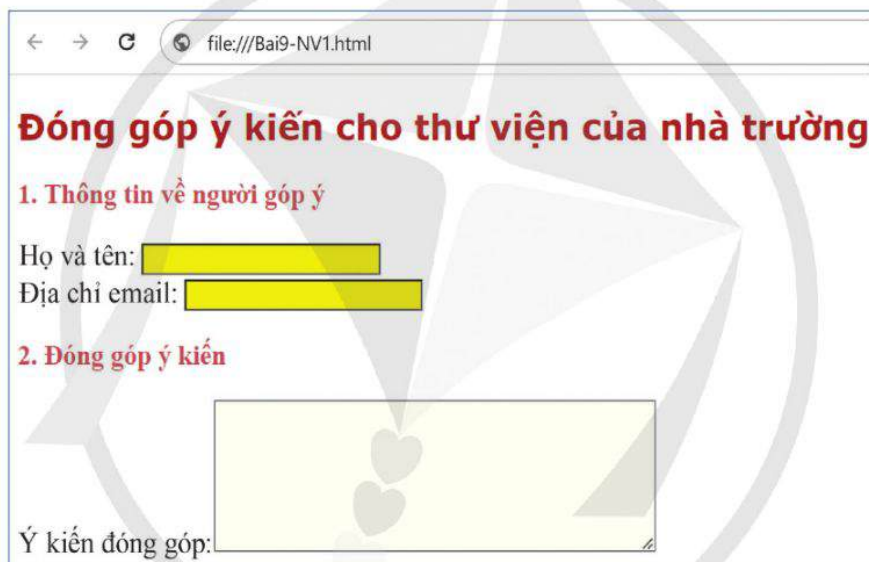 file:///Bai9-NV1.html
Đóng góp ý kiến cho thư viện của nhà trường
1. Thông tin về người góp ý
Họ và tên:
Địa chỉ email:
2. Đóng góp ý kiến
Ý kiến đóng góp: